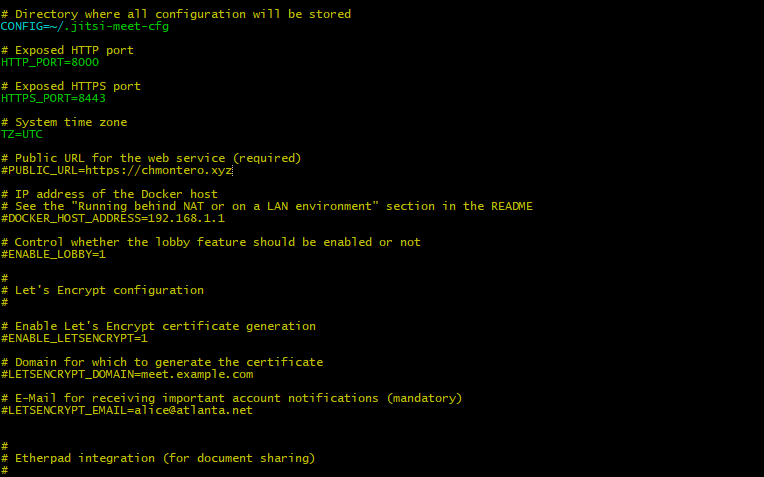 # Directory where all configuration will be stored
CONFIG=~/.jitsi-meet-cfg
# Exposed HTTP port
HTTP_PORT=8000
# Exposed HTTPS port
HTTPS_PORT=8443
# System time zone
TZ=UTC
# Public URL for the web service (required)
#PUBLIC_URL=https://chmontero.xyz
# IP address of the Docker host
# See the "Running behind NAT or on a LAN environment" section in the README
#DOCKER_HOST_ADDRESS=192.168.1.1
# Control whether the lobby feature should be enabled or not
#ENABLE_LOBBY=1
#
# Let's Encrypt configuration
#
# Enable Let's Encrypt certificate generation
#ENABLE_LETSENCRYPT=1
# Domain for which to generate the certificate
#LETSENCRYPT_DOMAIN=meet.example.com
# E-Mail for receiving important account notifications (mandatory)
#LETSENCRYPT_EMAIL=alice@atlanta.net
#
# Etherpad integration (for document sharing)
#